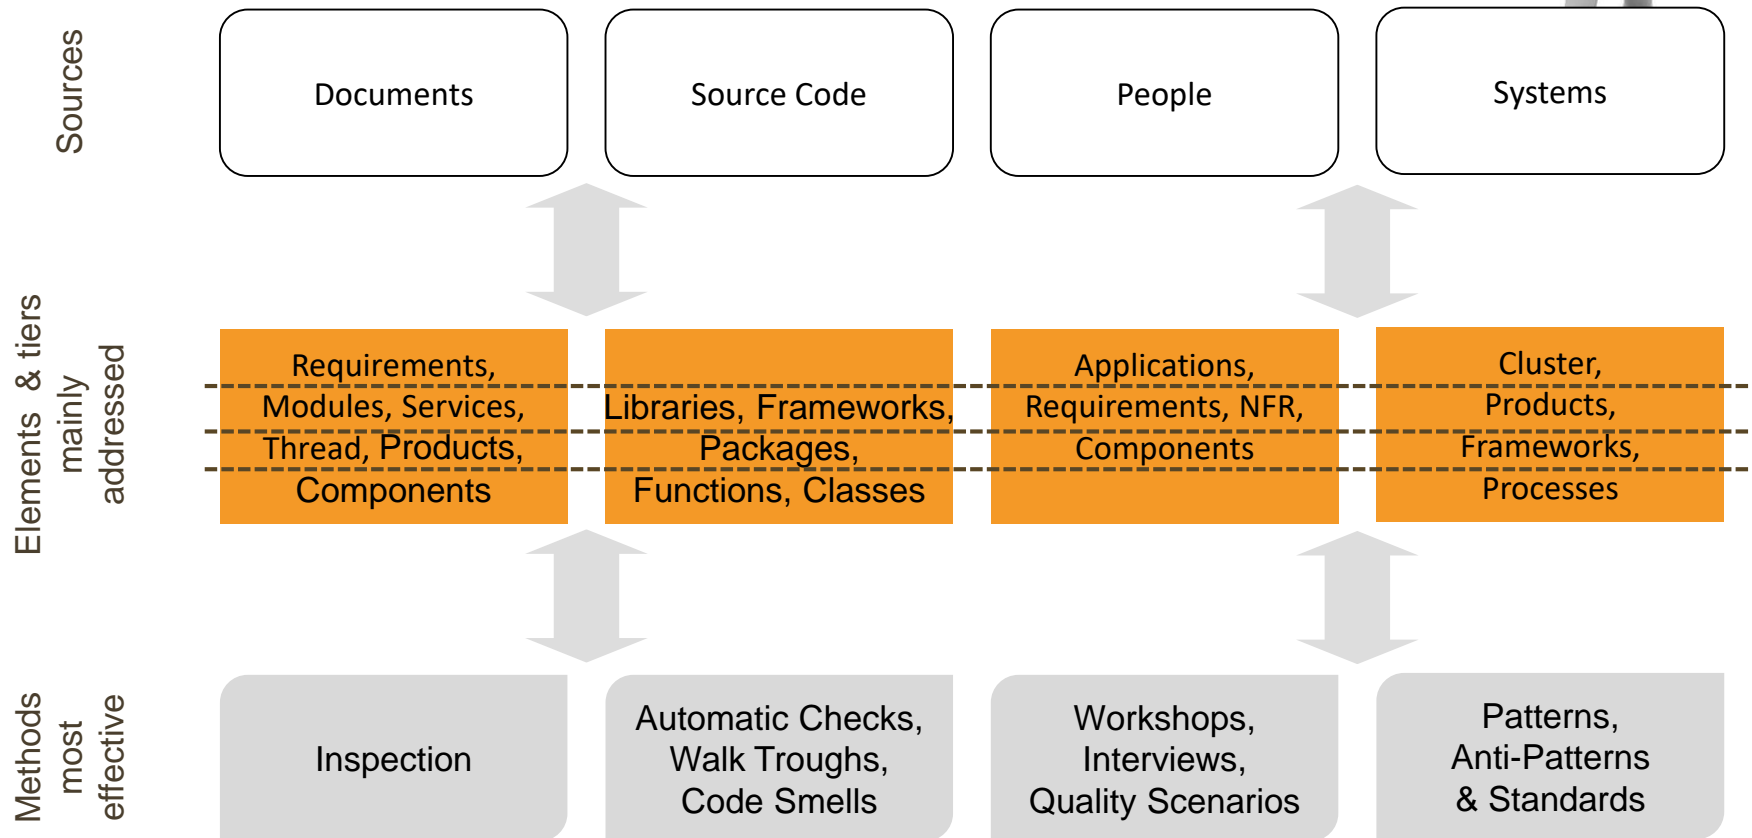 Sources
Documents
Source Code
People
Systems
Elements & tiers
mainly
addressed
Requirements,
Modules, Services,
Thread, Products,
Components
Libraries, Frameworks,
Packages,
Functions, Classes
Applications,
Requirements, NFR,
Components
Cluster,
Products,
Frameworks,
Processes
Methods
most
effective
Inspection
Automatic Checks,
Walk Troughs,
Code Smells
Workshops,
Interviews,
Quality Scenarios
Patterns,
Anti-Patterns
& Standards